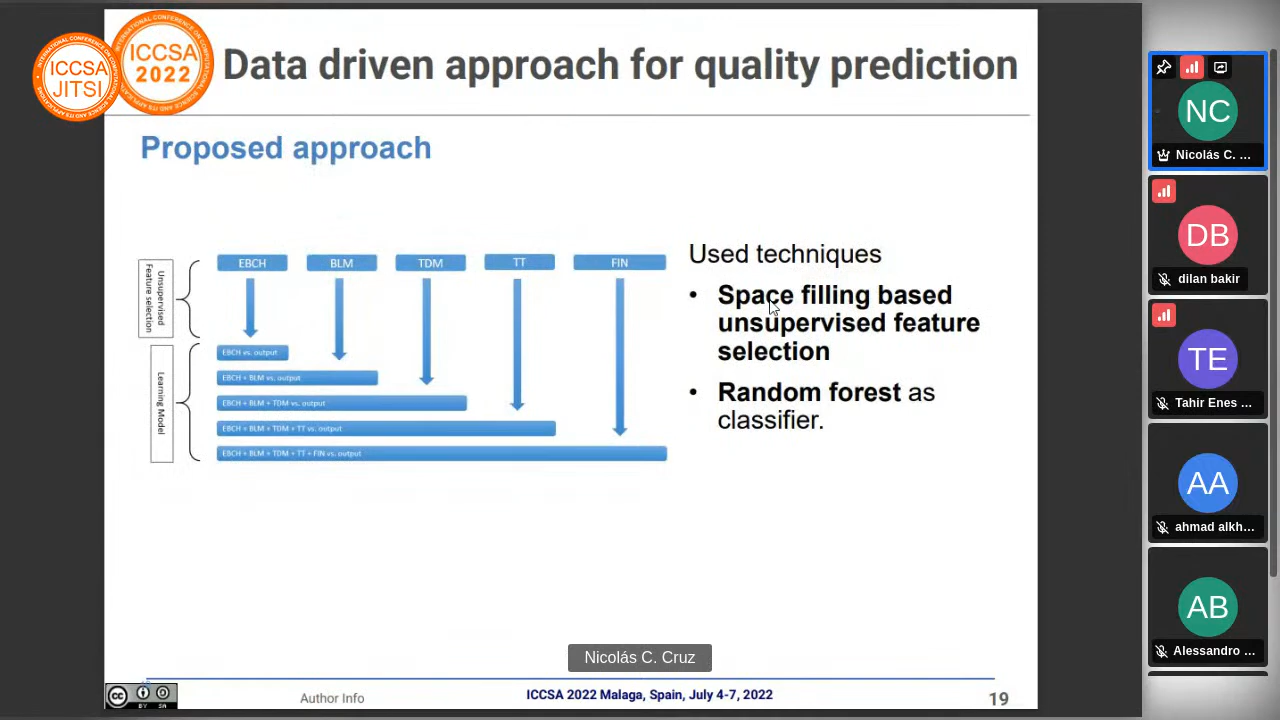 ICCSA
JITSI
ICCSA
2022
Data driven approach for quality prediction
Proposed approach
Unsupervised
Feature selection
EBCH
BLM
TDM
TT
FIN
Learning Model
EBCH vs. output
EBCH + BLM vs. output
EBCH + BLM + TDM vs. output
EBCH + BLM + TDM + TT vs. output
EBCH + BLM + TDM + TT + FIN vs. output
Used techniques
• Space filling based
unsupervised feature
selection
• Random forest as
classifier.
Nicolás C. Cruz
cc
BY SA
Author Info
ICCSA 2022 Malaga, Spain, July 4-7, 2022
19
NC
Nicolás C. ...
DB
dilan bakir
TE
Tahir Enes ...
AA
ahmad alkh...
AB
Alessandro ...